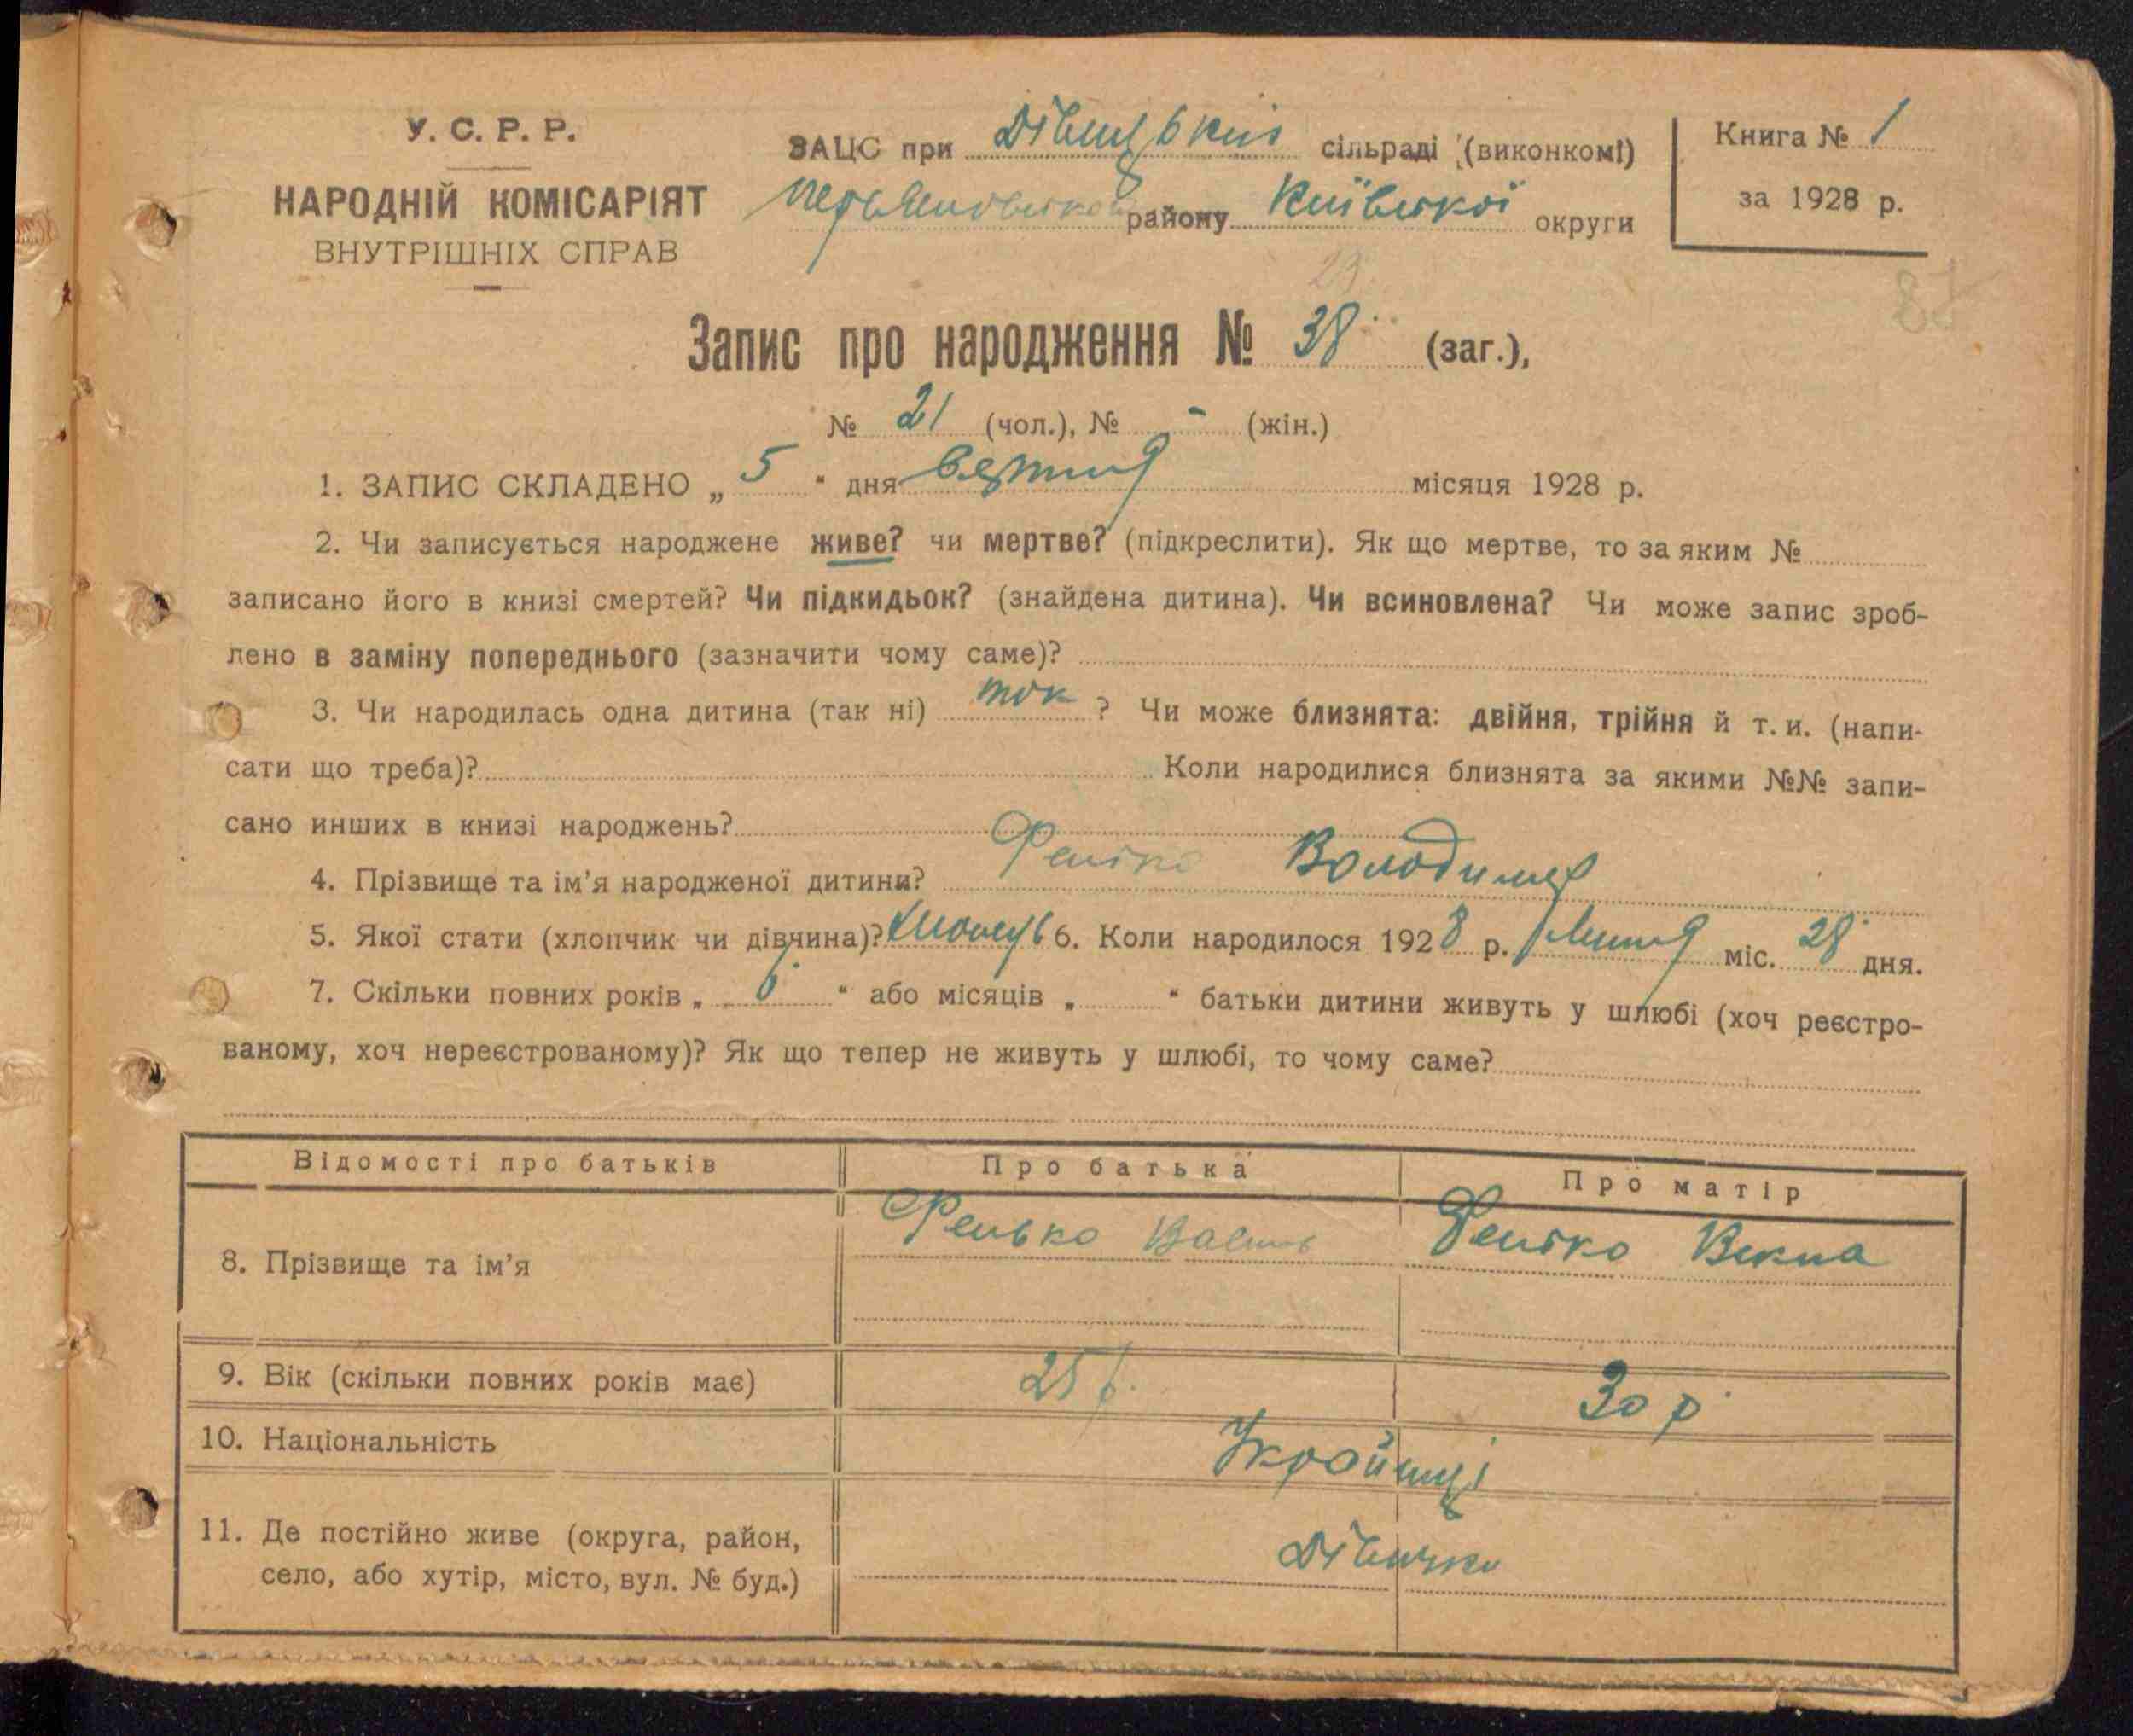 У. С. Р. Р.
НАРОДНІЙ КОМІСАРІЯТ
ВНУТРІШНІХ СПРАВ
ЗАЦС при Дівицькій сільраді (виконкомі)
району Київської округи
Книга № 1
за 1928 р.
23
Запис про народження № 38 (заг.),
№ 21 (чол.), № - (жін.)
1. ЗАПИС СКЛАДЕНО „ 5 “ дня місяця 1928 р.
2. Чи записується народжене живе? чи мертве? (підкреслити). Як що мертве, то за яким №
записано його в книзі смертей? Чи підкидьок? (знайдена дитина). Чи всиновлена? Чи може запис зроб-
лено в заміну попереднього (зазначити чому саме)?
3. Чи народилась одна дитина (так ні) так ? Чи може близнята: двійня, трійня й т. и. (напи-
сати що треба)? Коли народилися близнята за якими №№ запи-
сано инших в книзі народжень?
4. Прізвище та ім’я народженої дитини? Фенько Володимер
5. Якої стати (хлопчик чи дівчина)? хлопець 6. Коли народилося 1928 р. міс. 28 дня.
7. Скільки повних років „ 6 “ або місяців „ “ батьки дитини живуть у шлюбі (хоч реєстро-
ваному, хоч нереєстрованому)? Як що тепер не живуть у шлюбі, то чому саме?
Відомості про батьків Про батька Про матір
8. Прізвище та ім’я Фенько Василь Фенько
9. Вік (скільки повних років має) 25 р. 30 р.
10. Національність Українці
11. Де постійно живе (округа, район,
село, або хутір, місто, вул. № буд.) Дівички